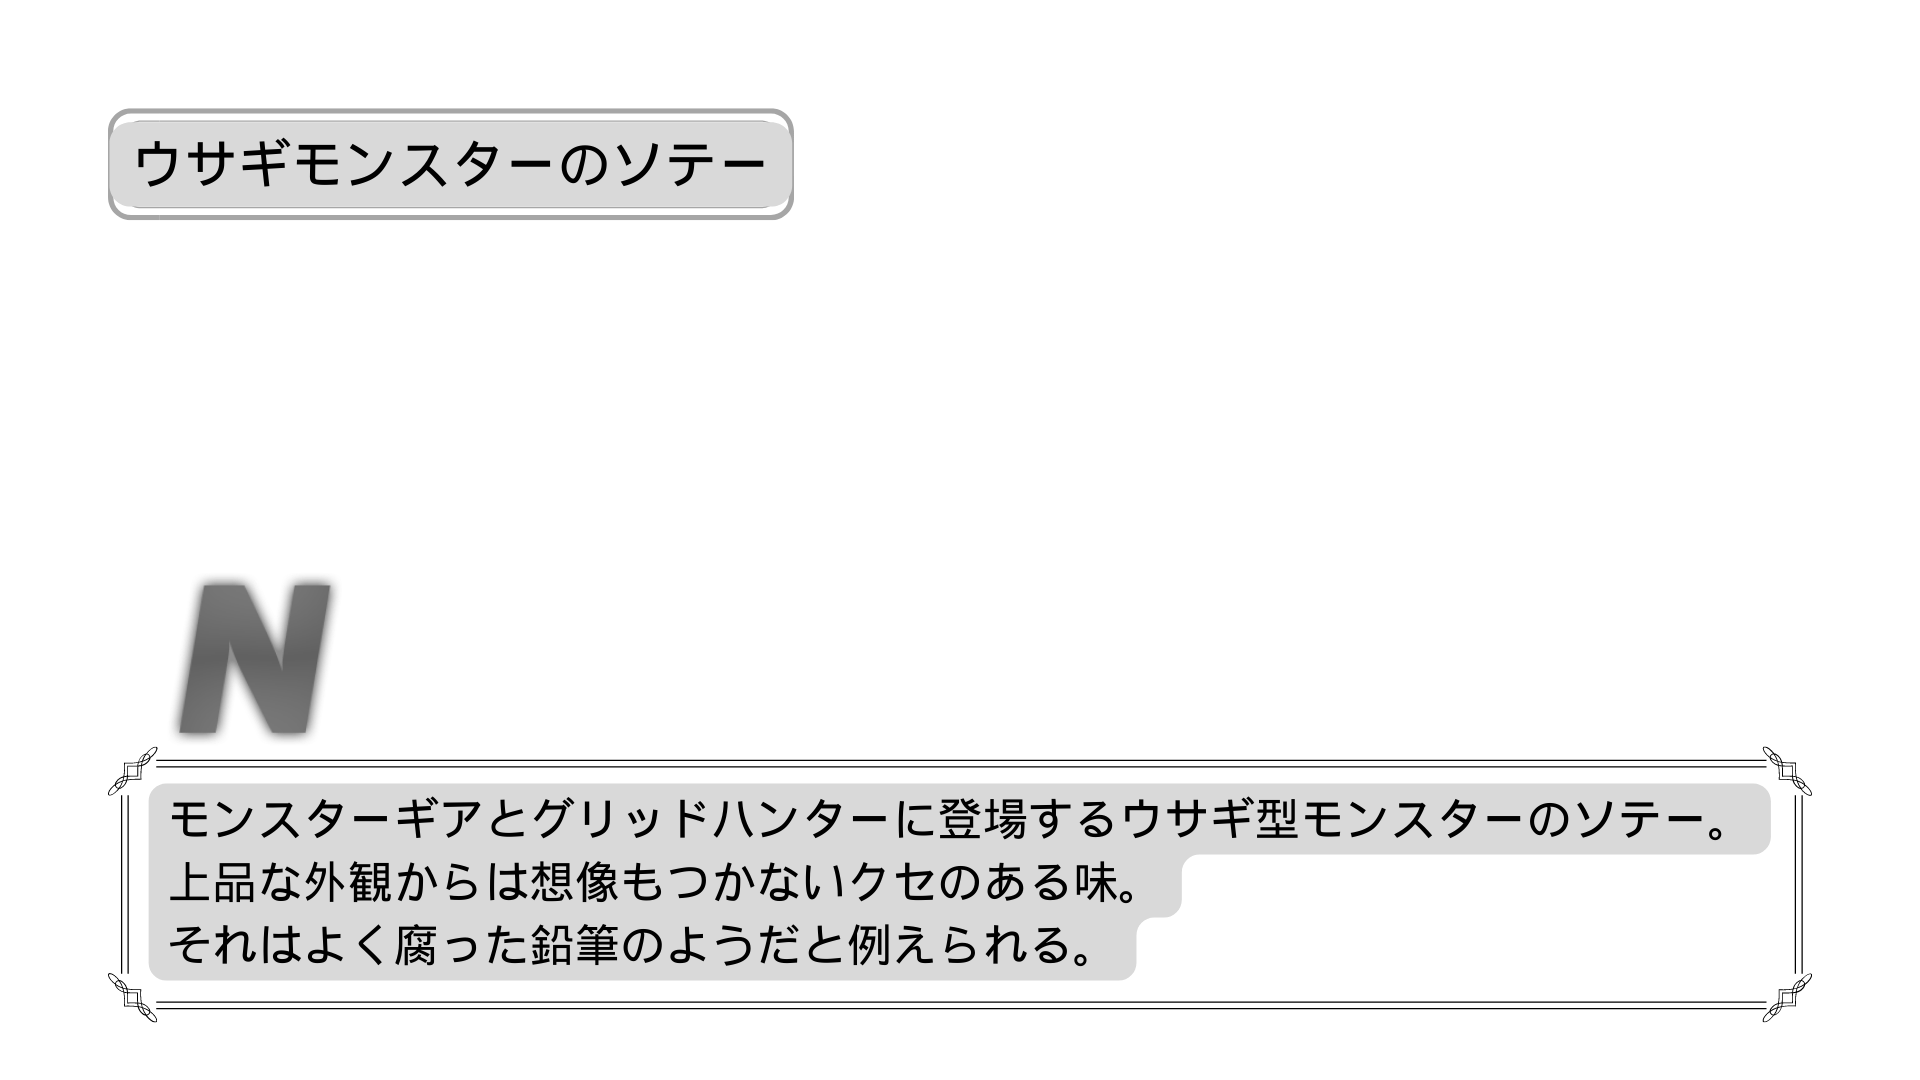 ウサギモンスターのソテー
N
モンスターギアとグリッドハンターに登場するウサギ型モンスターのソテー。
上品な外観からは想像もつかないクセのある味。
それはよく腐った鉛筆のようだと例えられる。